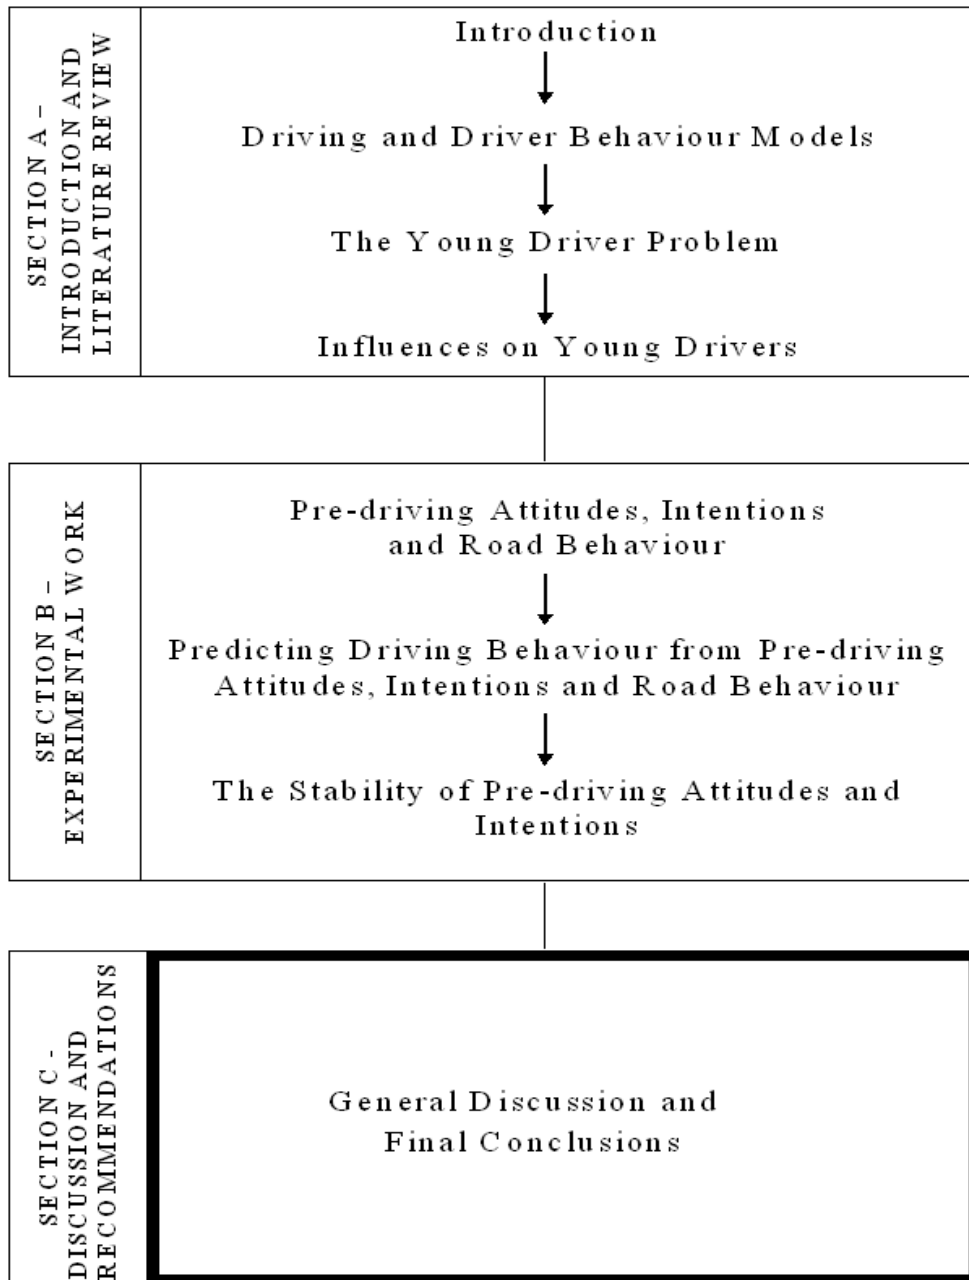 SECTION A –
INTRODUCTION AND
LITERATURE REVIEW
Introduction
Driving and Driver Behaviour Models
The Young Driver Problem
Influences on Young Drivers
SECTION B –
EXPERIMENTAL WORK
Pre-driving Attitudes, Intentions
and Road Behaviour
Predicting Driving Behaviour from Pre-driving
Attitudes, Intentions and Road Behaviour
The Stability of Pre-driving Attitudes and
Intentions
SECTION C -
DISCUSSION AND
RECOMMENDATIONS
General Discussion and
Final Conclusions